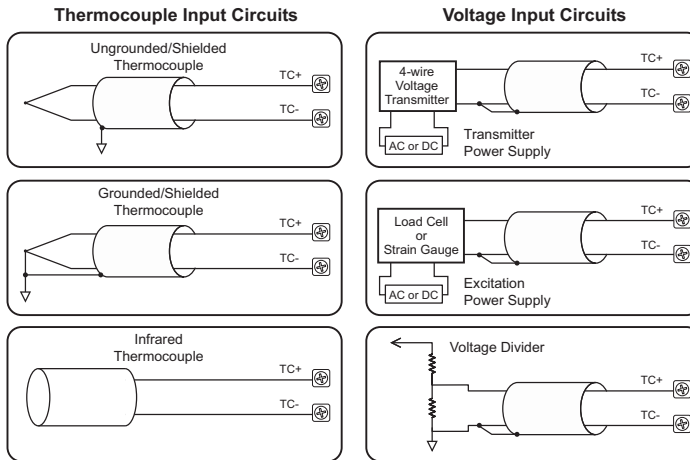 Thermocouple Input Circuits
Ungrounded/Shielded
Thermocouple
TC+
TC-
Grounded/Shielded
Thermocouple
TC+
TC-
Infrared
Thermocouple
TC+
TC-
Voltage Input Circuits
4-wire
Voltage
Transmitter
AC or DC
Transmitter
Power Supply
TC+
TC-
Load Cell
or
Strain Gauge
AC or DC
Excitation
Power Supply
TC+
TC-
Voltage Divider
TC+
TC-